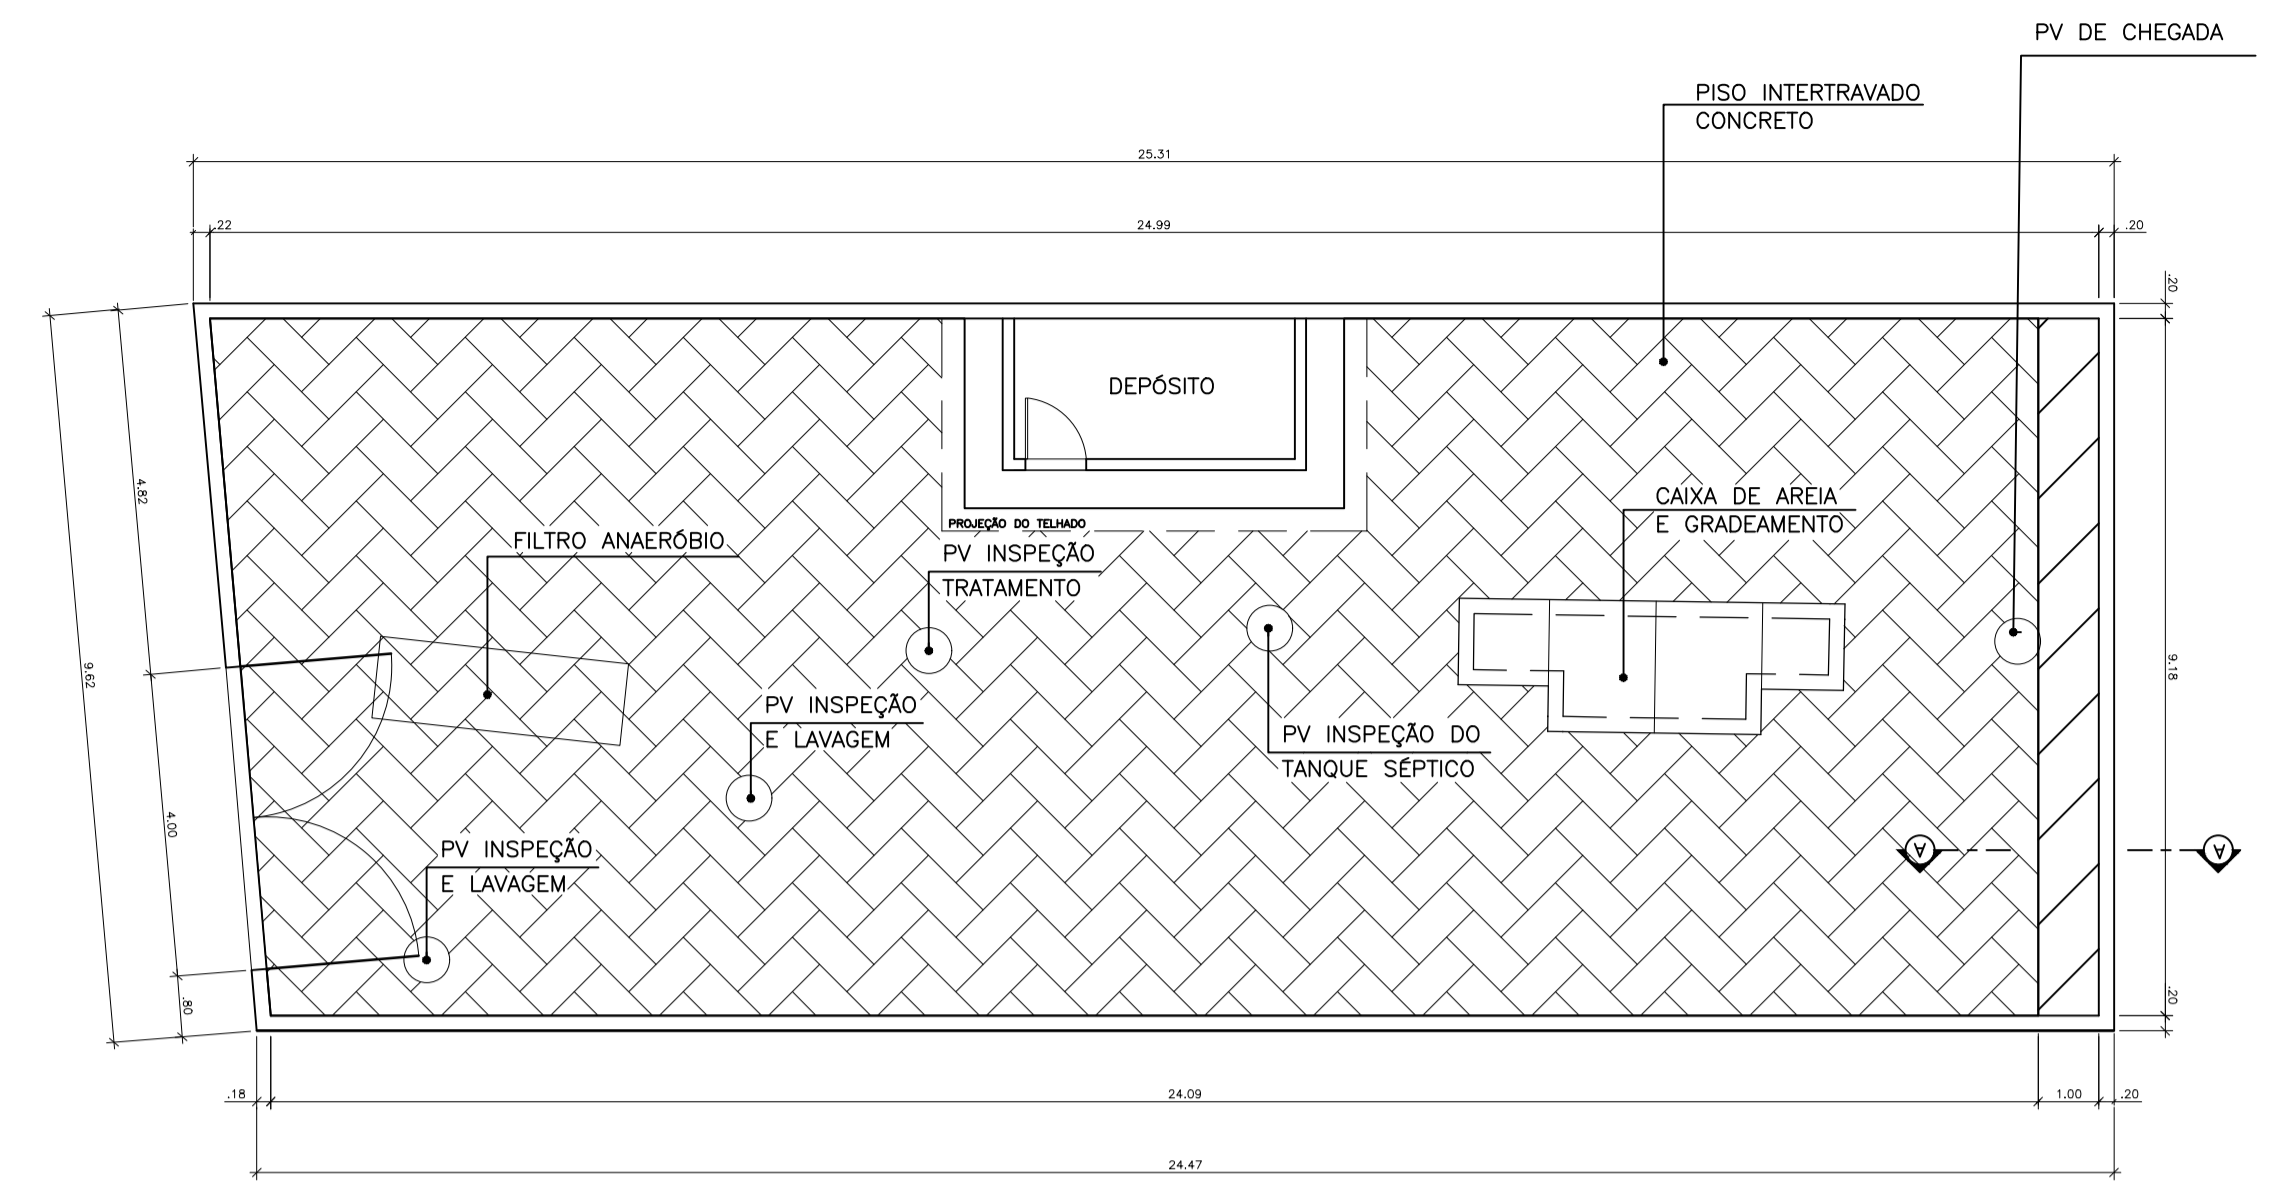 PV DE CHEGADA
PISO INTERTRAVADO
CONCRETO
25.31
.22
24.99
.20
.20
DEPÓSITO
4.82
CAIXA DE AREIA
E GRADEAMENTO
PROJEÇÃO DO TELHADO
FILTRO ANAERÓBIO
PV INSPEÇÃO
TRATAMENTO
9.62
9.18
PV INSPEÇÃO
E LAVAGEM
PV INSPEÇÃO DO
TANQUE SÉPTICO
4.00
PV INSPEÇÃO
E LAVAGEM
A
A
.80
.20
.18
24.09
1.00
.20
24.47